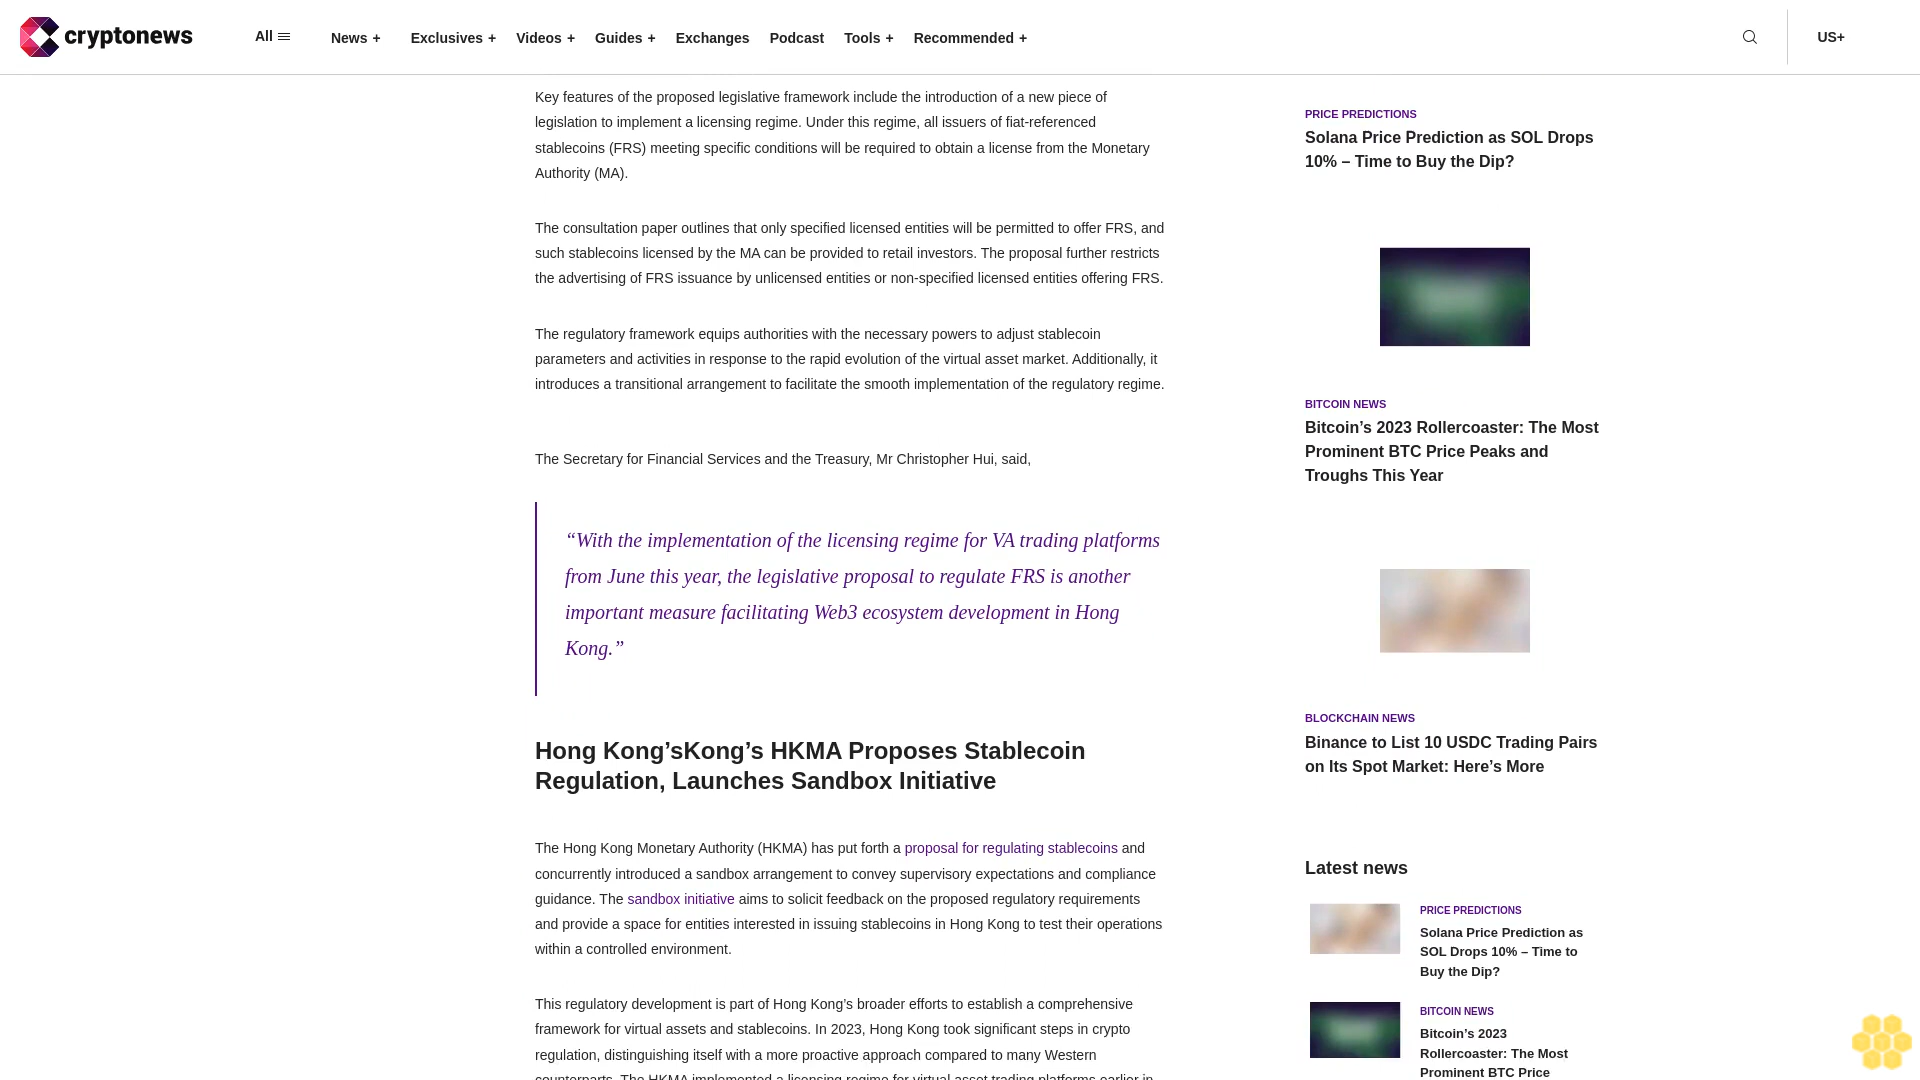 cryptonews
All
News +
Exclusives +
Videos +
Guides +
Exchanges
Podcast
Tools +
Recommended +
US+
Key features of the proposed legislative framework include the introduction of a new piece of
legislation to implement a licensing regime. Under this regime, all issuers of fiat-referenced
stablecoins (FRS) meeting specific conditions will be required to obtain a license from the Monetary
Authority (MA).
The consultation paper outlines that only specified licensed entities will be permitted to offer FRS, and
such stablecoins licensed by the MA can be provided to retail investors. The proposal further restricts
the advertising of FRS issuance by unlicensed entities or non-specified licensed entities offering FRS.
The regulatory framework equips authorities with the necessary powers to adjust stablecoin
parameters and activities in response to the rapid evolution of the virtual asset market. Additionally, it
introduces a transitional arrangement to facilitate the smooth implementation of the regulatory regime.
The Secretary for Financial Services and the Treasury, Mr Christopher Hui, said,
“With the implementation of the licensing regime for VA trading platforms
from June this year, the legislative proposal to regulate FRS is another
important measure facilitating Web3 ecosystem development in Hong
Kong.”
Hong Kong’sKong’s HKMA Proposes Stablecoin
Regulation, Launches Sandbox Initiative
The Hong Kong Monetary Authority (HKMA) has put forth a proposal for regulating stablecoins and
concurrently introduced a sandbox arrangement to convey supervisory expectations and compliance
guidance. The sandbox initiative aims to solicit feedback on the proposed regulatory requirements
and provide a space for entities interested in issuing stablecoins in Hong Kong to test their operations
within a controlled environment.
This regulatory development is part of Hong Kong’s broader efforts to establish a comprehensive
framework for virtual assets and stablecoins. In 2023, Hong Kong took significant steps in crypto
regulation, distinguishing itself with a more proactive approach compared to many Western
counterparts. The HKMA implemented a licensing regime for virtual asset trading platforms earlier in
PRICE PREDICTIONS
Solana Price Prediction as SOL Drops
10% – Time to Buy the Dip?
BITCOIN NEWS
Bitcoin’s 2023 Rollercoaster: The Most
Prominent BTC Price Peaks and
Troughs This Year
BLOCKCHAIN NEWS
Binance to List 10 USDC Trading Pairs
on Its Spot Market: Here’s More
Latest news
PRICE PREDICTIONS
Solana Price Prediction as
SOL Drops 10% – Time to
Buy the Dip?
BITCOIN NEWS
Bitcoin’s 2023
Rollercoaster: The Most
Prominent BTC Price